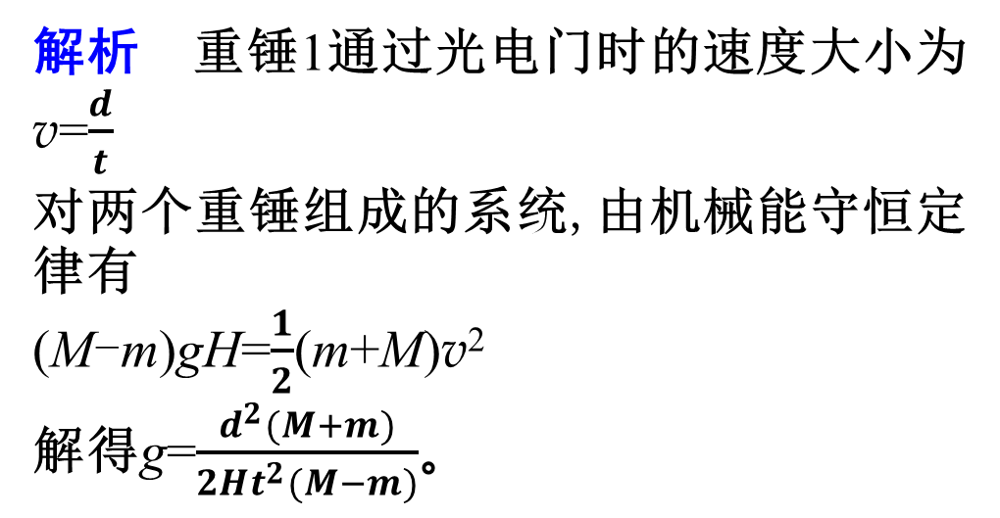 解析　重锤1通过光电门时的速度大小为
v=d/t
对两个重锤组成的系统,由机械能守恒定
律有
(M−m)gH=1/2(m+M)v²
解得g=d²(M+m)/2Ht²(M−m)。